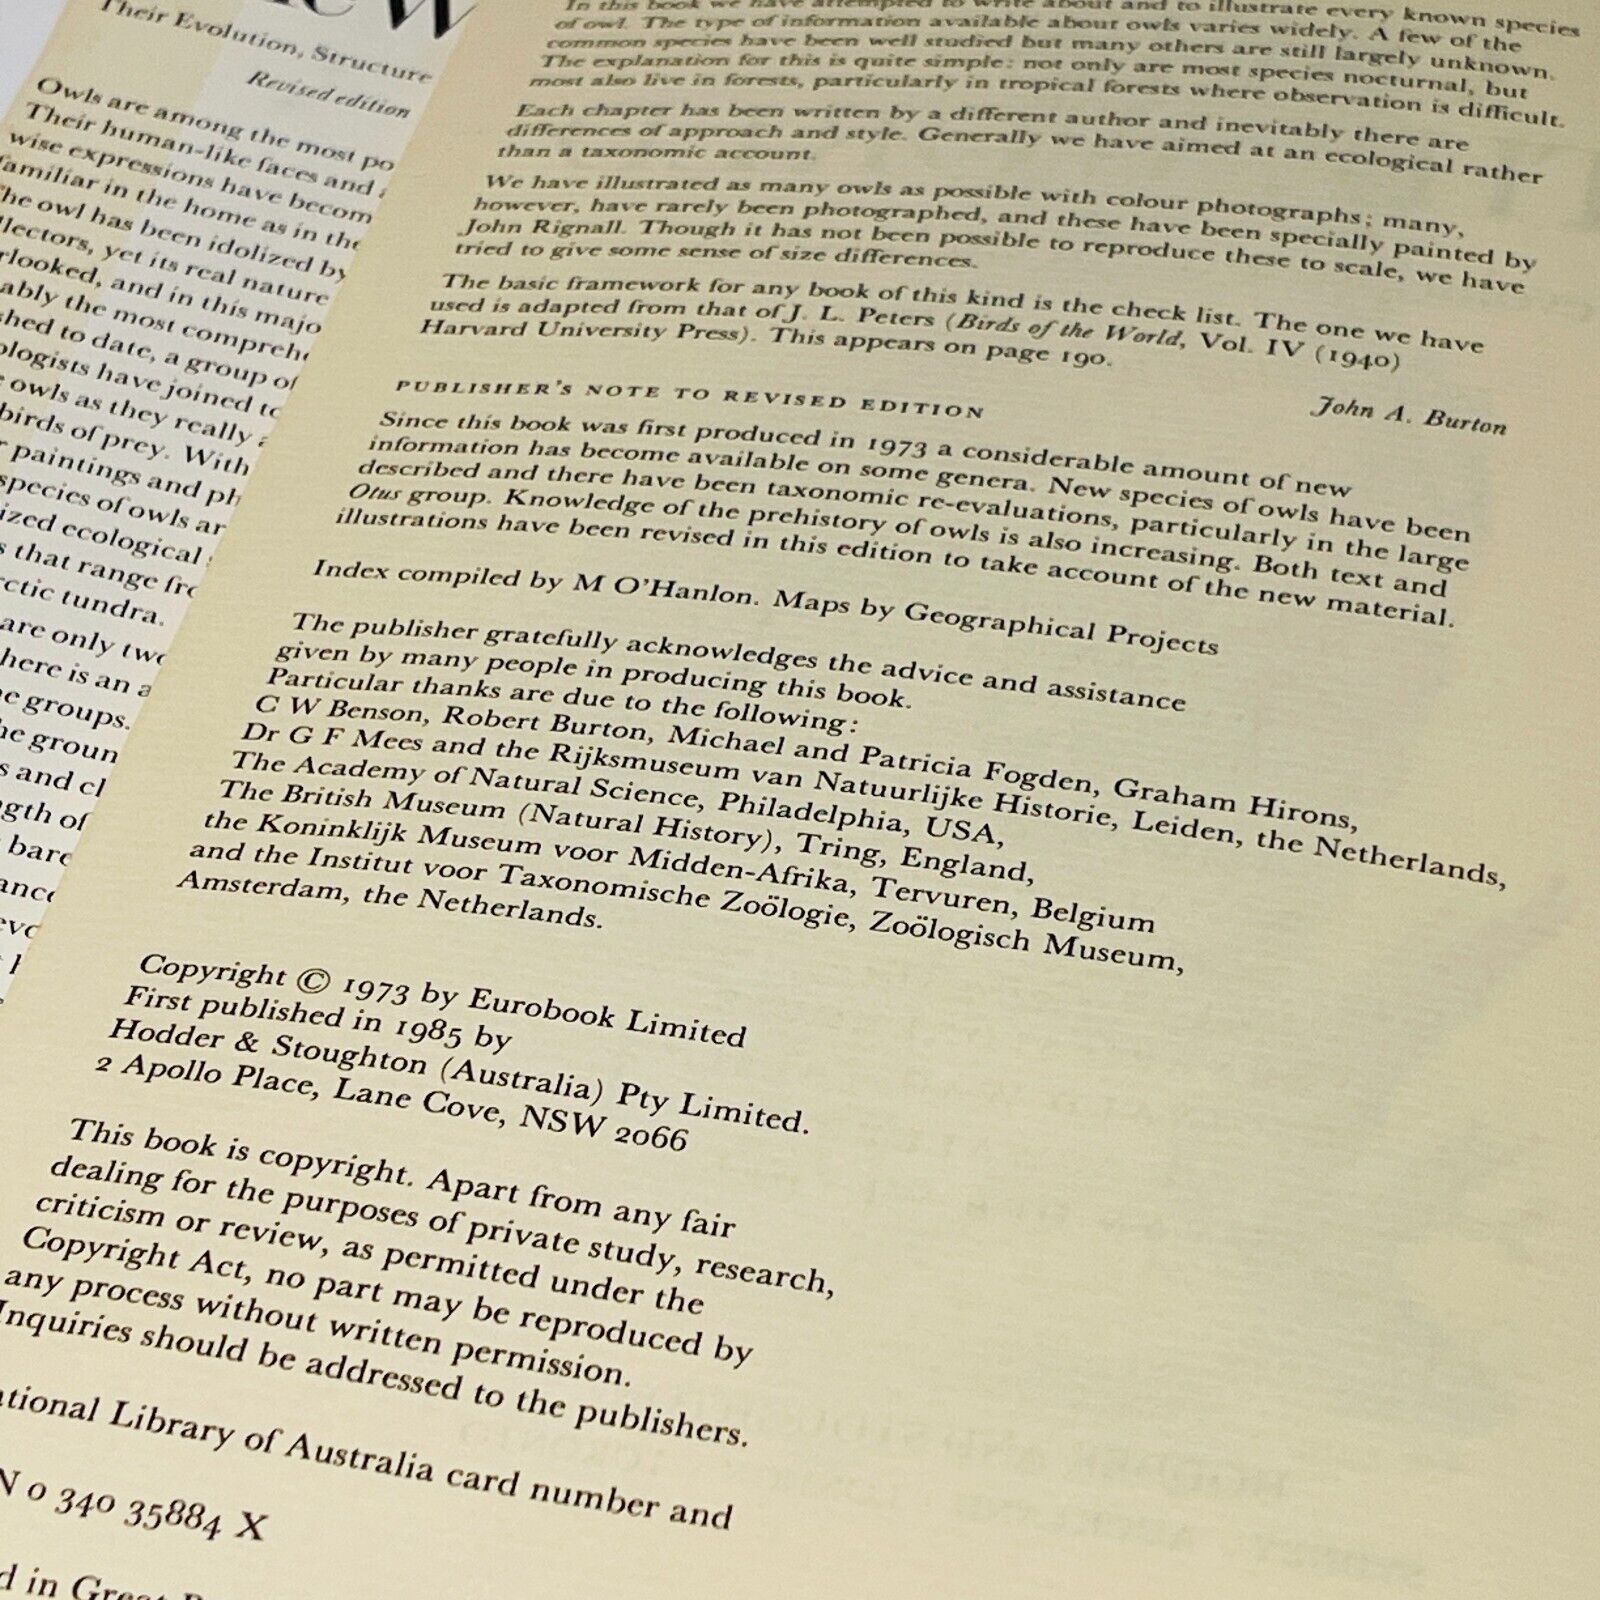 Their Evolution, Structure
Revised edition
Owls are among the most po
Their human-like faces and
wise expressions have becom
familiar in the home as in the
he owl has been idolized by
llectors, yet its real nature
rlooked, and in this majo
ably the most comprehe
shed to date, a group of
ologists have joined to
owls as they really a
birds of prey. With
paintings and ph
species of owls ar
ized ecological
s that range fro
rctic tundra.
are only two
here is an a
e groups.
he groun
s and cl
ngth of
bare
ance
evo
In this book we have attempted to write about and to illustrate every known species
of owl. The type of information available about owls varies widely. A few of the
common species have been well studied but many others are still largely unknown.
The explanation for this is quite simple: not only are most species nocturnal, but
most also live in forests, particularly in tropical forests where observation is difficult.
Each chapter has been written by a different author and inevitably there are
differences of approach and style. Generally we have aimed at an ecological rather
than a taxonomic account.
We have illustrated as many owls as possible with colour photographs; many,
however, have rarely been photographed, and these have been specially painted by
John Rignall. Though it has not been possible to reproduce these to scale, we have
tried to give some sense of size differences.
The basic framework for any book of this kind is the check list. The one we have
used is adapted from that of J. L. Peters (Birds of the World, Vol. IV (1940)
Harvard University Press). This appears on page 190.
John A. Burton
PUBLISHER'S NOTE TO REVISED EDITION
Since this book was first produced in 1973 a considerable amount of new
information has become available on some genera. New species of owls have been
described and there have been taxonomic re-evaluations, particularly in the large
Otus group. Knowledge of the prehistory of owls is also increasing. Both text and
illustrations have been revised in this edition to take account of the new material.
Index compiled by M O'Hanlon. Maps by Geographical Projects
The publisher gratefully acknowledges the advice and assistance
given by many people in producing this book.
Particular thanks are due to the following:
C W Benson, Robert Burton, Michael and Patricia Fogden, Graham Hirons,
Dr G F Mees and the Rijksmuseum van Natuurlijke Historie, Leiden, the Netherlands,
The Academy of Natural Science, Philadelphia, USA,
The British Museum (Natural History), Tring, England,
the Koninklijk Museum voor Midden-Afrika, Tervuren, Belgium
and the Institut voor Taxonomische Zoölogie, Zoölogisch Museum,
Amsterdam, the Netherlands.
Copyright © 1973 by Eurobook Limited
First published in 1985 by
Hodder & Stoughton (Australia) Pty Limited.
2 Apollo Place, Lane Cove, NSW 2066
This book is copyright. Apart from any fair
dealing for the purposes of private study, research,
criticism or review, as permitted under the
Copyright Act, no part may be reproduced by
any process without written permission.
Inquiries should be addressed to the publishers.
ational Library of Australia card number and
N 0 340 35884 X
d in Great